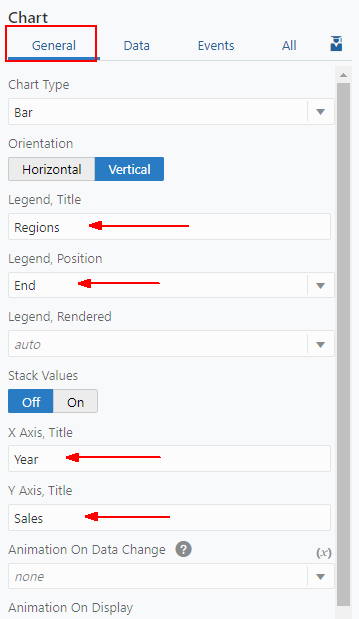 Chart
General Data Events All
Chart Type
Bar
Orientation
Horizontal Vertical
Legend, Title
Regions
Legend, Position
End
Legend, Rendered
auto
Stack Values
Off On
X Axis, Title
Year
Y Axis, Title
Sales
Animation On Data Change ? (x)
none
Animation On Display